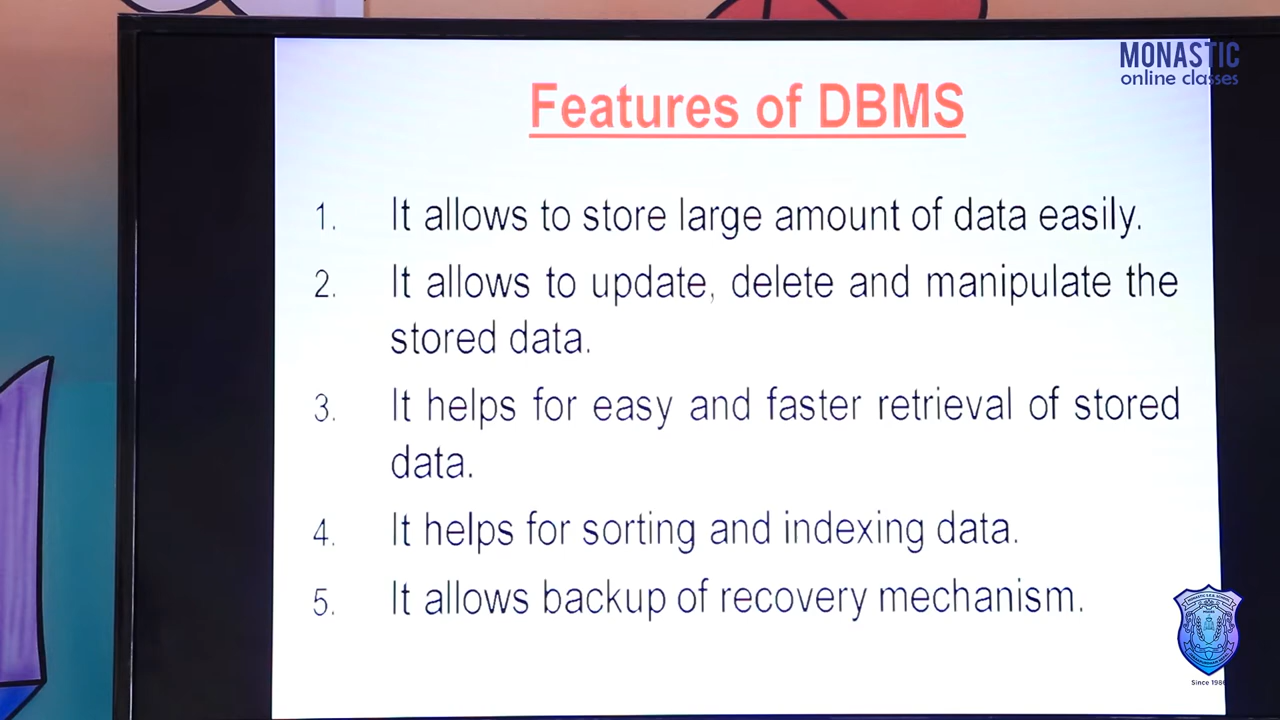 MONASTIC
online classes
Features of DBMS
1. It allows to store large amount of data easily.
2. It allows to update, delete and manipulate the
stored data.
3. It helps for easy and faster retrieval of stored
data.
4. It helps for sorting and indexing data.
5. It allows backup of recovery mechanism.
Since